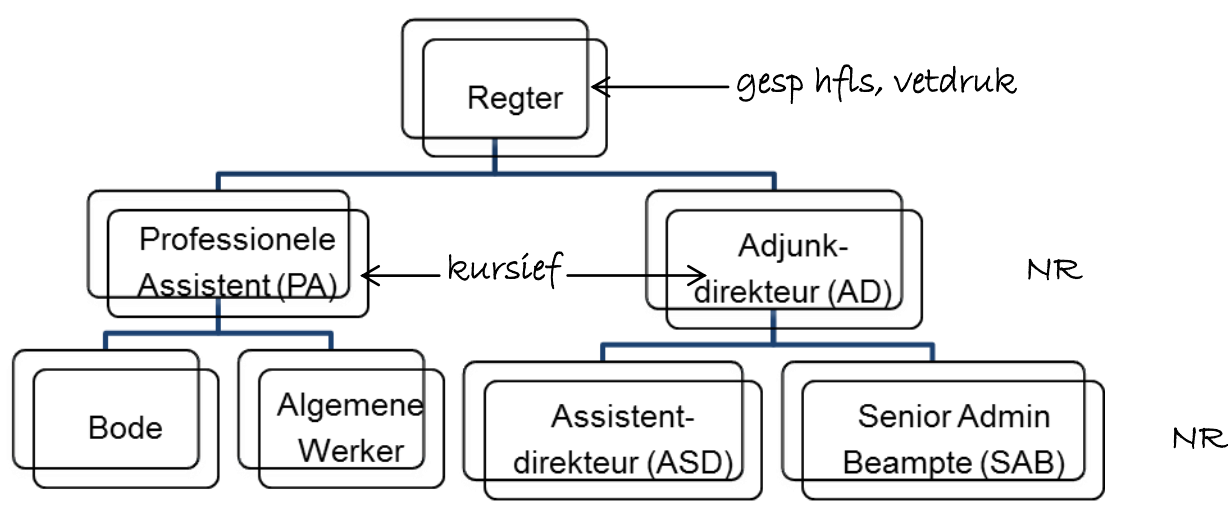 Regter
gesp hfls, vetdruk
Professionele
Assistent (PA)
kursief
Adjunk-
direkteur (AD)
NR
Bode
Algemene
Werker
Assistent-
direkteur (ASD)
Senior Admin
Beampte (SAB)
NR